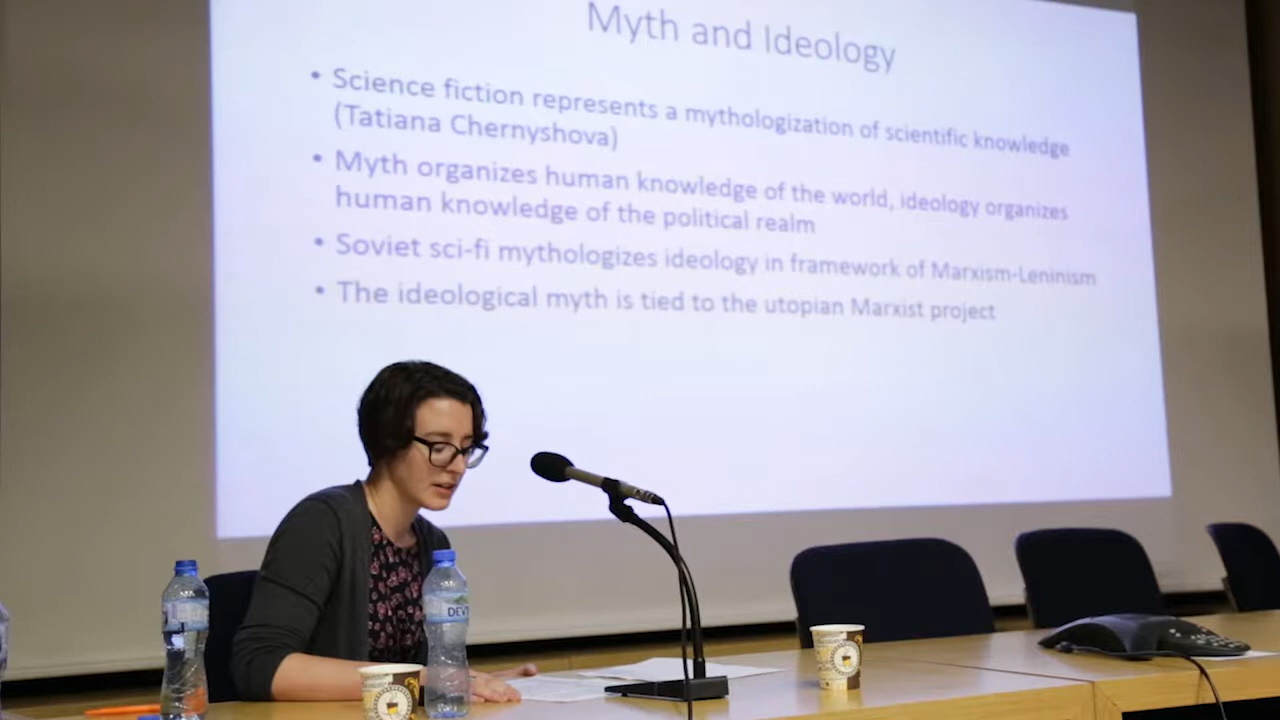 Myth and Ideology
• Science fiction represents a mythologization of scientific knowledge
(Tatiana Chernyshova)
• Myth organizes human knowledge of the world, ideology organizes
human knowledge of the political realm
• Soviet sci-fi mythologizes ideology in framework of Marxism-Leninism
• The ideological myth is tied to the utopian Marxist project